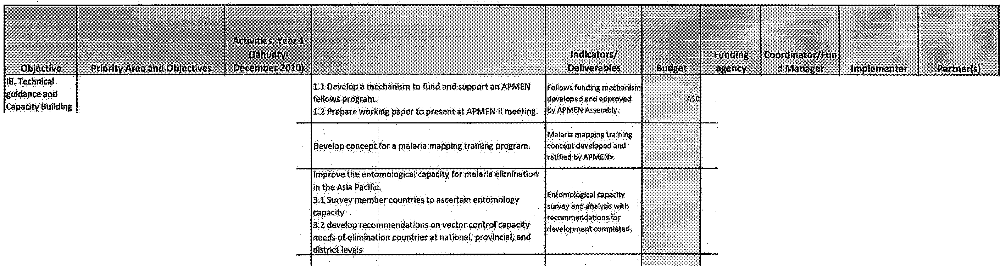 Objective
Priority Area and Objectives
Activities, Year 1
(January-
December 2010)
Indicators/
Deliverables
Budget
Funding
agency
Coordinator/Fun
d Manager
Implementer
Partner(s)
III. Technical
guidance and
Capacity Building
1.1 Develop a mechanism to fund and support an APMEN
fellows program.
1.2 Prepare working paper to present at APMEN II meeting.
Fellows funding mechanism
developed and approved
by APMEN Assembly.
A$0
Develop concept for a malaria mapping training program.
Malaria mapping training
concept developed and
ratified by APMEN>
Improve the entomological capacity for malaria elimination
in the Asia Pacific.
3.1 Survey member countries to ascertain entomology
capacity
3.2 develop recommendations on vector control capacity
needs of elimination countries at national, provincial, and
district levels
Entomological capacity
survey and analysis with
recommendations for
development completed.